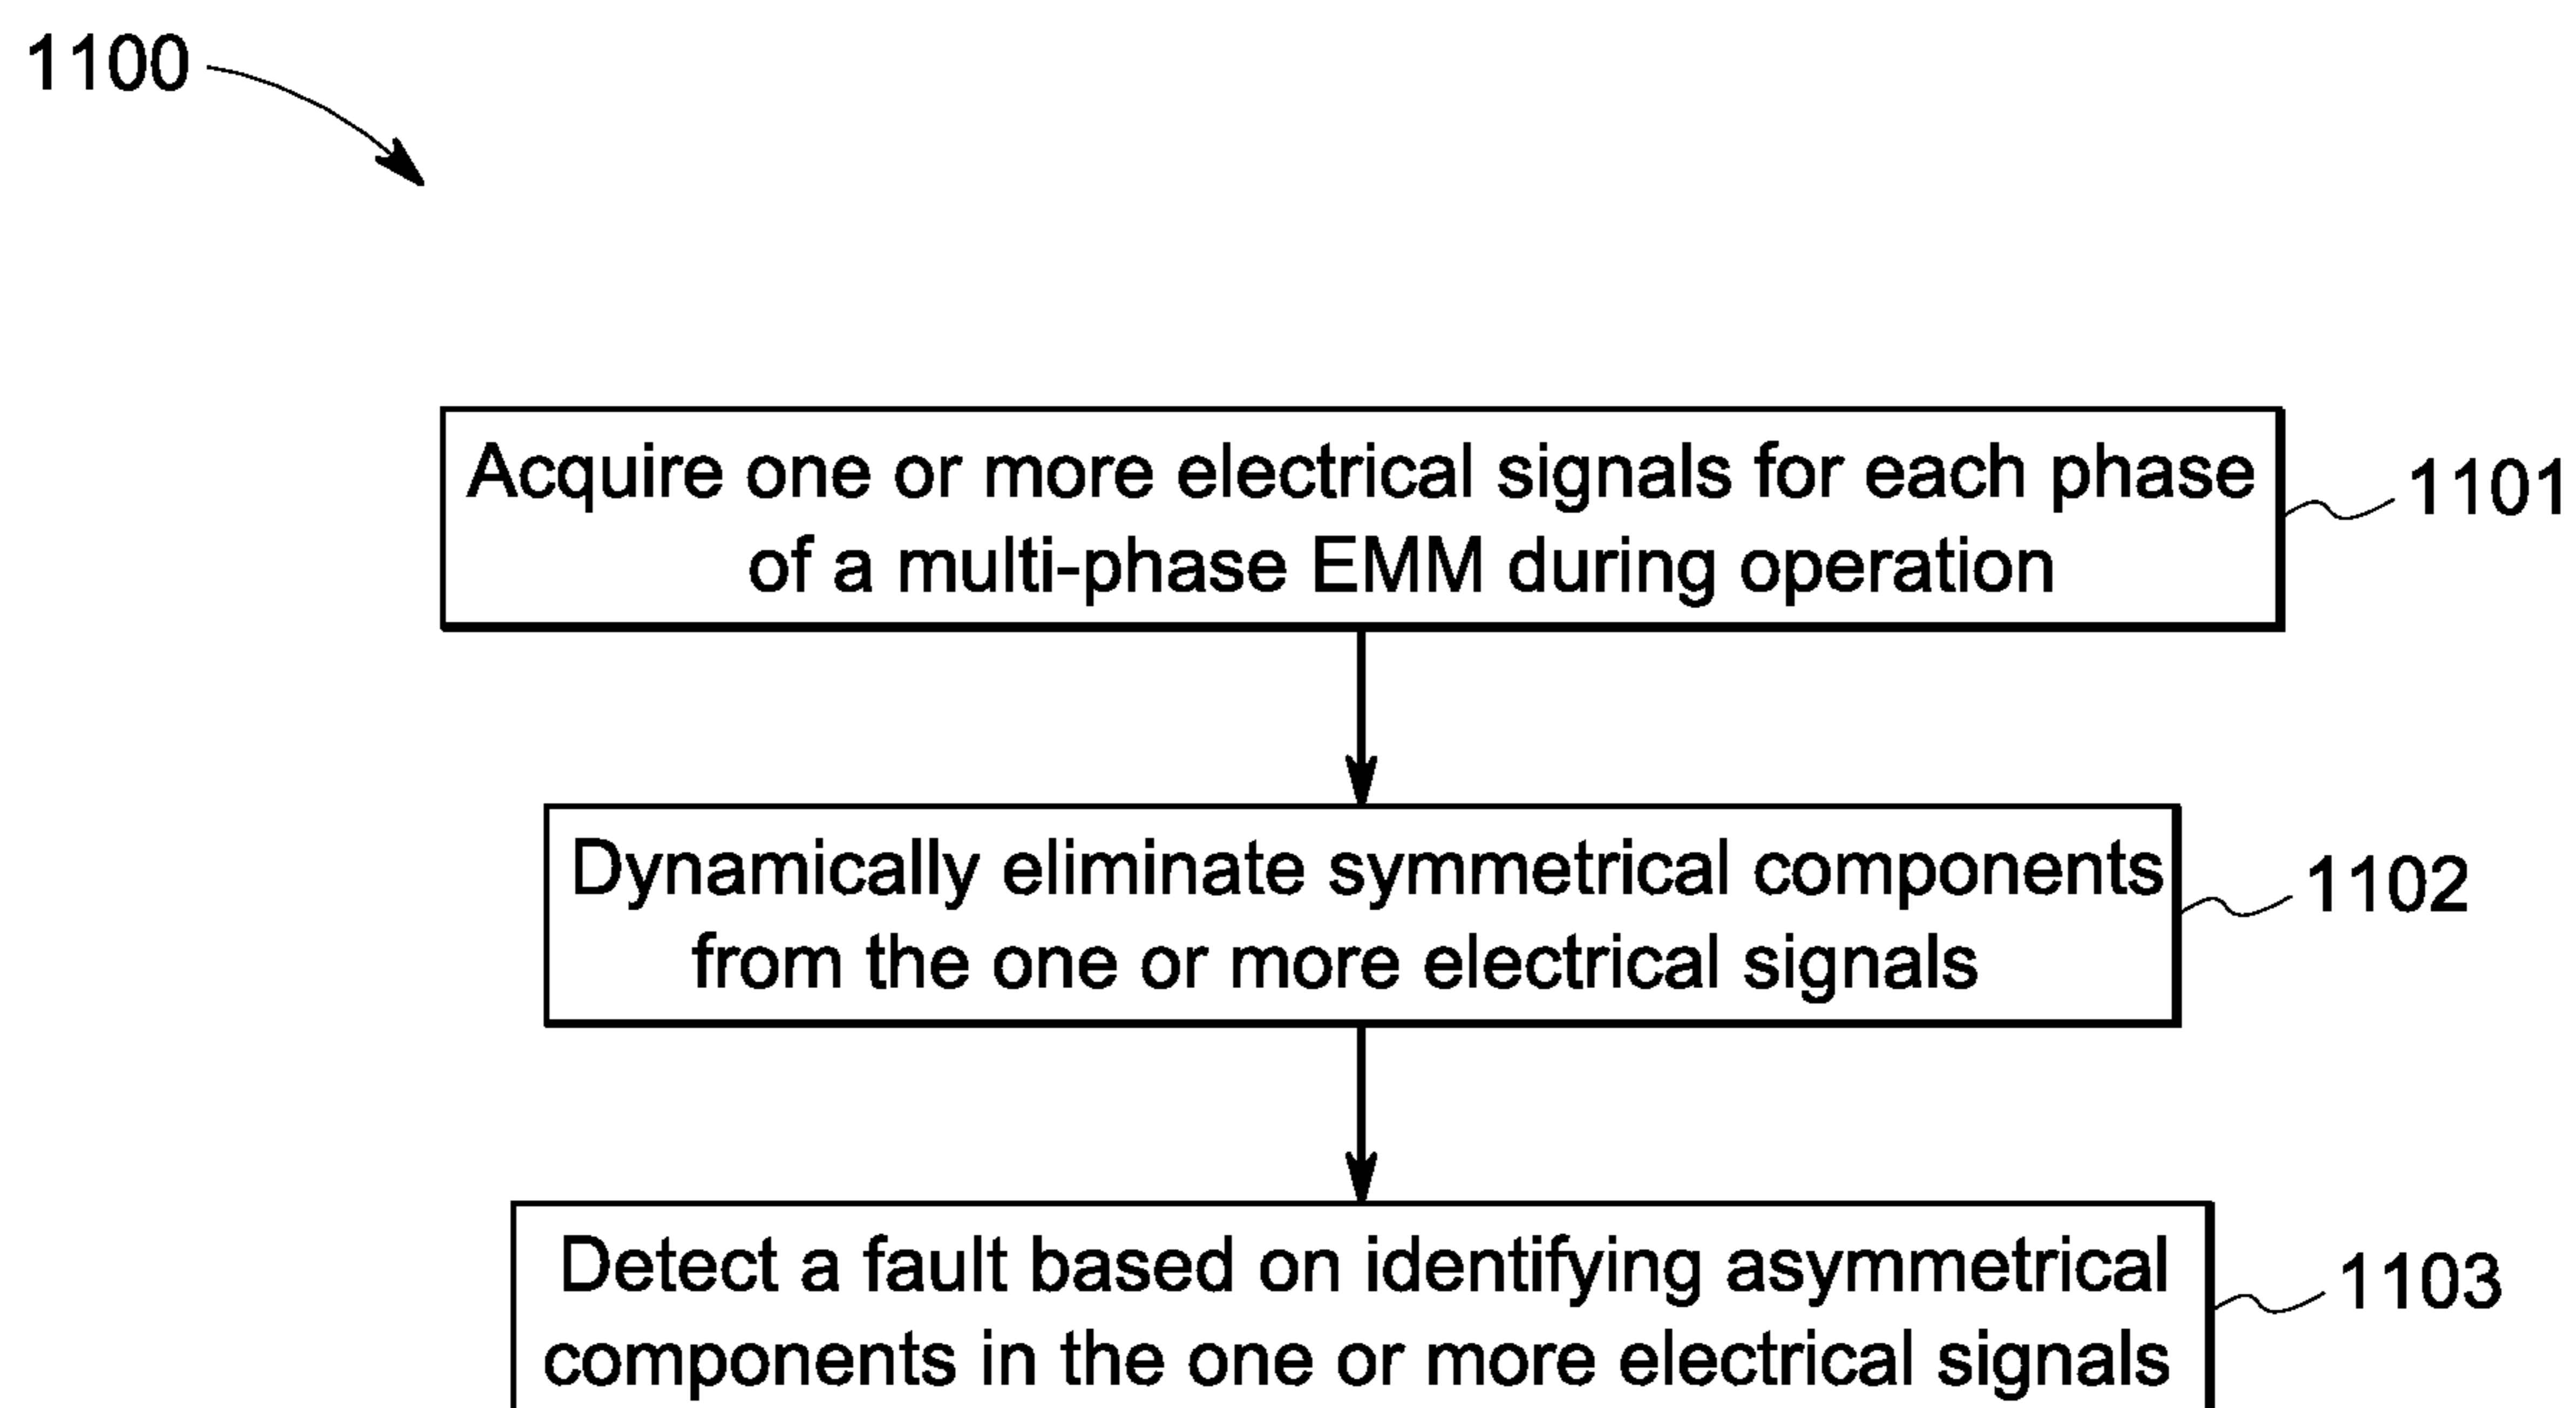 1100
Acquire one or more electrical signals for each phase
of a multi-phase EMM during operation
1101
Dynamically eliminate symmetrical components
from the one or more electrical signals
1102
Detect a fault based on identifying asymmetrical
components in the one or more electrical signals
1103